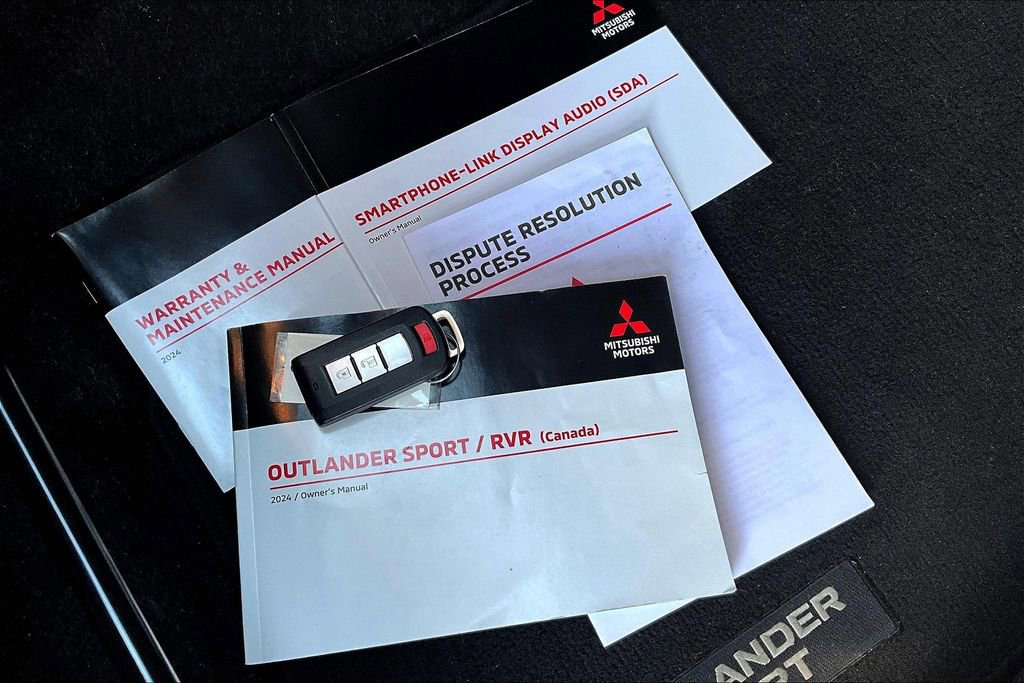 MITSUBISHI
MOTORS
SMARTPHONE-LINK DISPLAY AUDIO (SDA)
Owner's Manual
WARRANTY &
MAINTENANCE MANUAL
2024
DISPUTE RESOLUTION
PROCESS
MITSUBISHI
MOTORS
OUTLANDER SPORT / RVR (Canada)
2024 / Owner's Manual
ANDER
RT